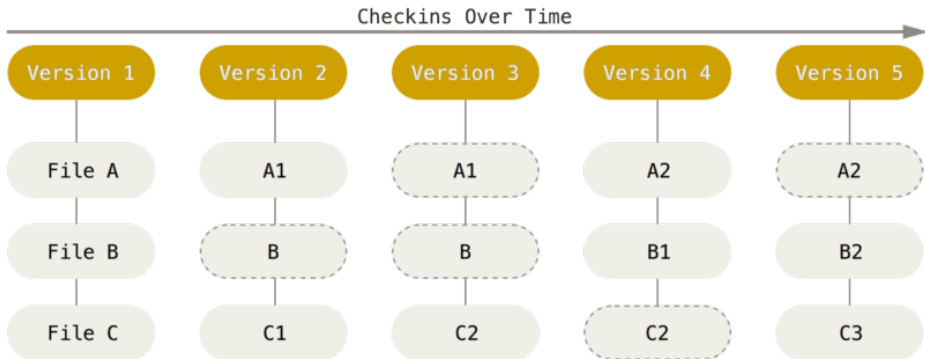 Checkins Over Time
Version 1 Version 2 Version 3 Version 4 Version 5
File A A1 A1 A2 A2
File B B B B1 B2
File C C1 C2 C2 C3